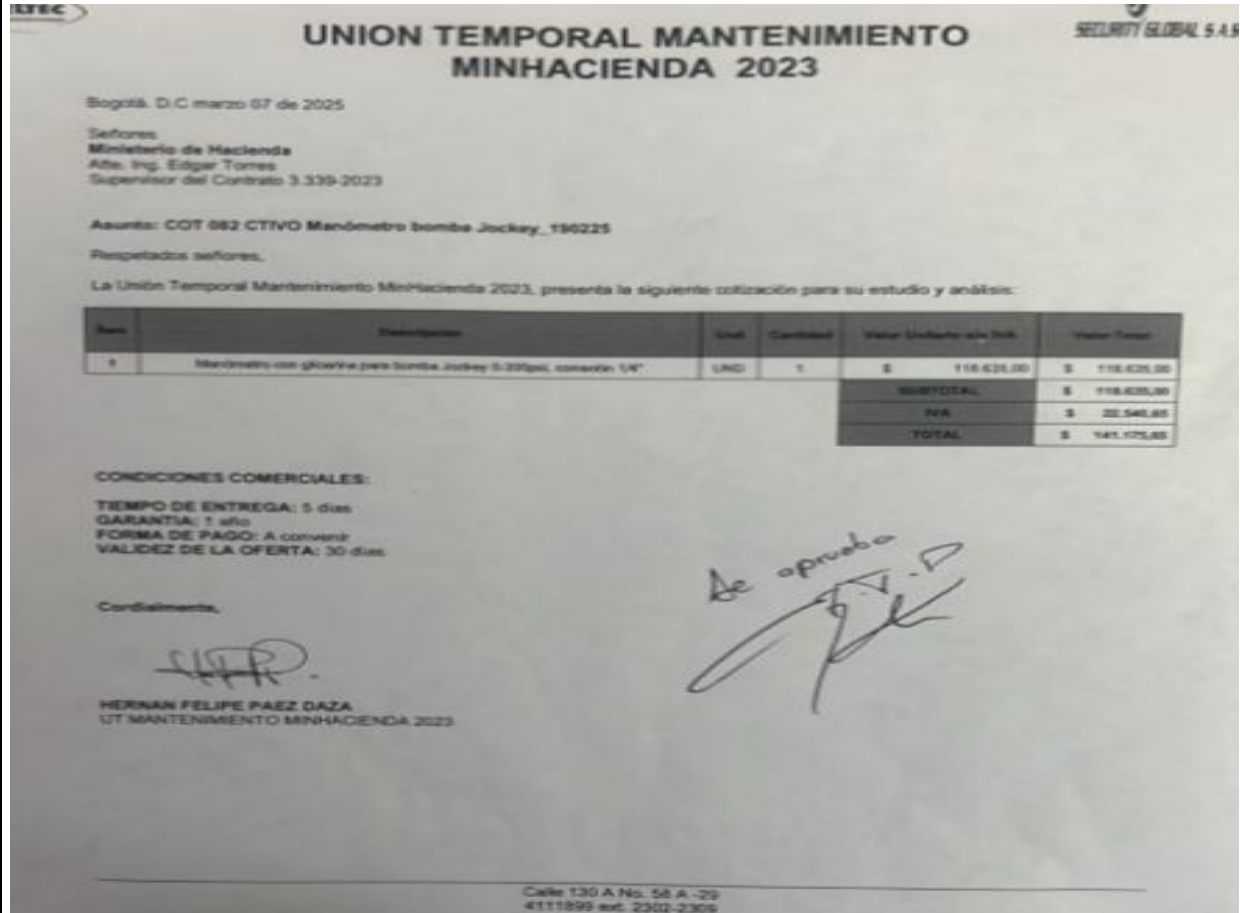 LTEC
SECURITY GLOBAL S.A.S
UNION TEMPORAL MANTENIMIENTO
MINHACIENDA 2023
Bogotá. D.C marzo 07 de 2025
Señores
Ministerio de Hacienda
Atte. Ing. Edgar Torres
Supervisor del Contrato 3.339-2023
Asunto: COT 082 CTIVO Manómetro bomba Jockey_190225
Respetados señores,
La Unión Temporal Mantenimiento MinHacienda 2023, presenta la siguiente cotización para su estudio y análisis:
Item Descripción Und Cantidad Valor Unitario s/n IVA Valor Total
1 Manómetro con glicerina para bomba Jockey conexión 1/4" UND 1 $ 118.635,00 $ 118.635,00
SUBTOTAL $ 118.635,00
IVA $ 22.540,65
TOTAL $ 141.175,65
CONDICIONES COMERCIALES:
TIEMPO DE ENTREGA: 5 dias
GARANTIA: 1 año
FORMA DE PAGO: A convenir
VALIDEZ DE LA OFERTA: 30 dias
Se aprueba
Cordialmente,
HERNAN FELIPE PAEZ DAZA
UT MANTENIMIENTO MINHACIENDA 2023
Calle 130 A No. 58 A -29
4111899 ext. 2302-2309